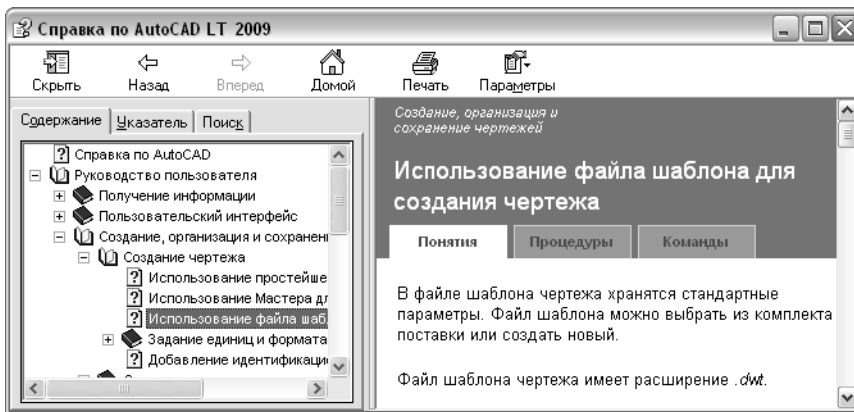 Справка по AutoCAD LT 2009
Скрыть Назад Вперед Домой Печать Параметры
Содержание Указатель Поиск
Справка по AutoCAD
Руководство пользователя
Получение информации
Пользовательский интерфейс
Создание, организация и сохранени
Создание чертежа
Использование простейше
Использование Мастера дл
Использование файла шаб
Задание единиц и формата
Добавление идентификаци
Создание, организация и
сохранение чертежей
Использование файла шаблона для
создания чертежа
Понятия Процедуры Команды
В файле шаблона чертежа хранятся стандартные
параметры. Файл шаблона можно выбрать из комплекта
поставки или создать новый.
Файл шаблона чертежа имеет расширение .dwt.